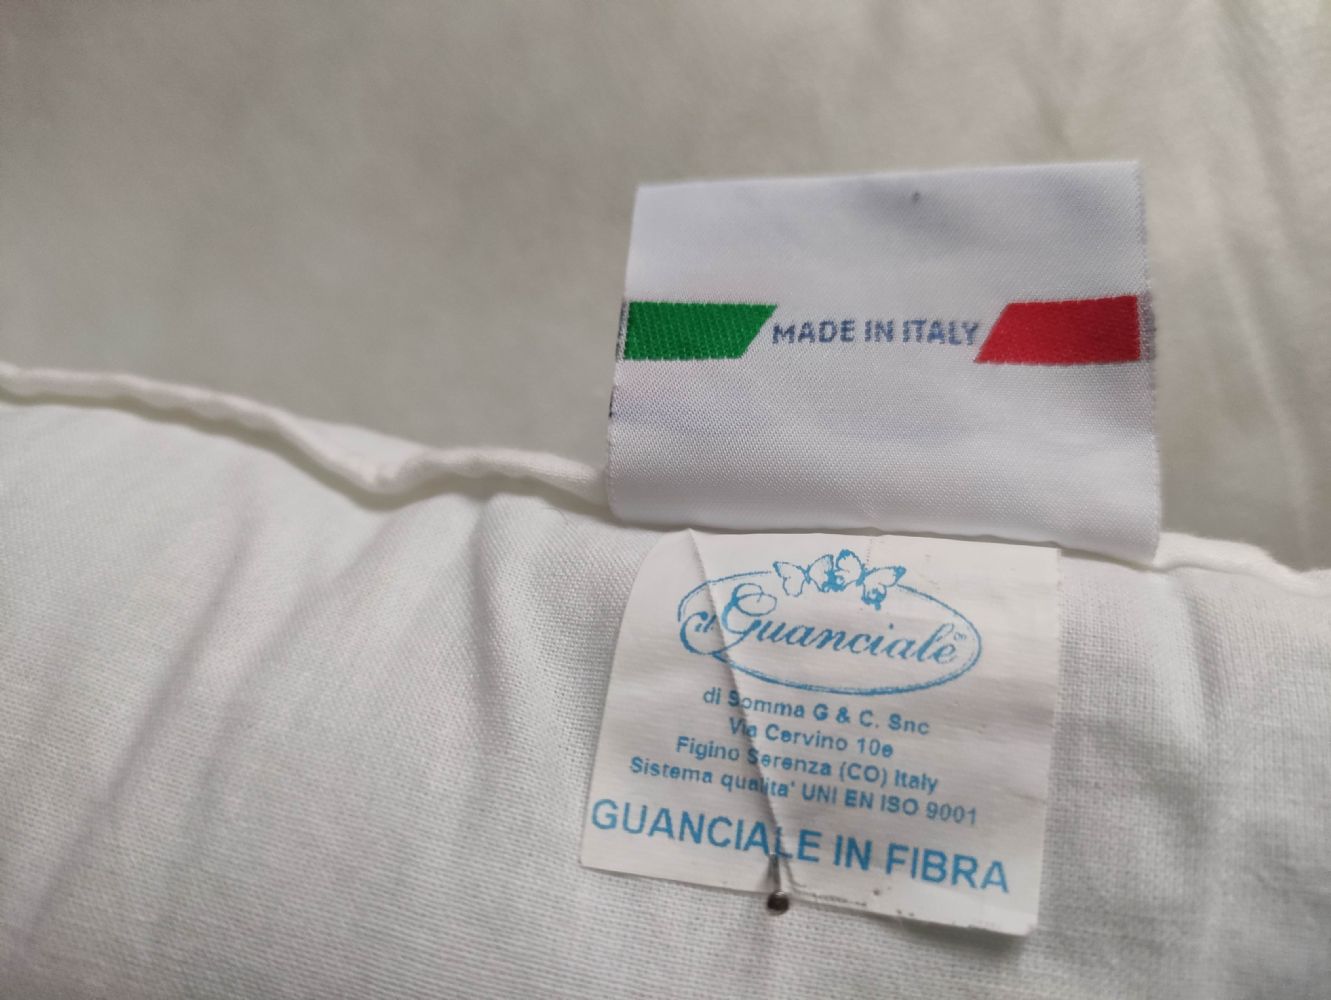 MADE IN ITALY
il Guanciale
di Somma G & C. Snc
Via Cervino 10e
Figino Serenza (CO) Italy
Sistema qualita' UNI EN ISO 9001
GUANCIALE IN FIBRA